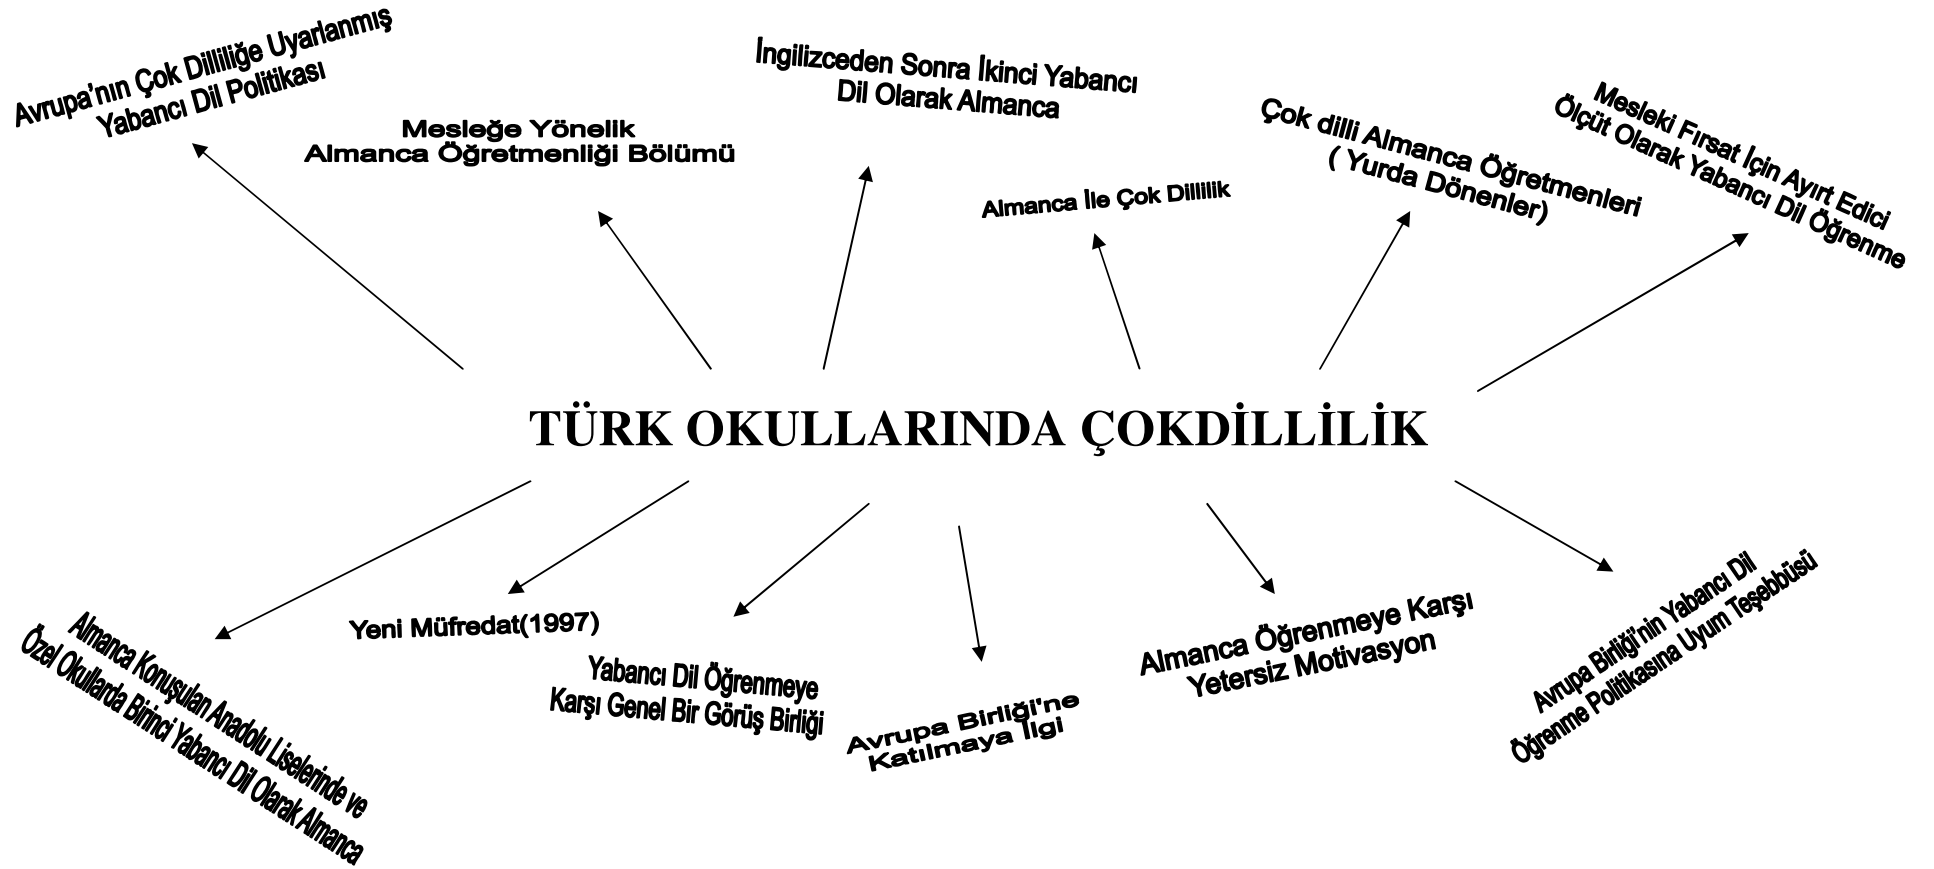 Avrupa’nın Çok Dilliliğe Uyarlanmış
Yabancı Dil Politikası
Mesleğe Yönelik
Almanca Öğretmenliği Bölümü
İngilizceden Sonra İkinci Yabancı
Dil Olarak Almanca
Almanca İle Çok Dillilik
Çok dilli Almanca Öğretmenleri
( Yurda Dönenler)
Mesleki Fırsat İçin Ayırt Edici
Ölçüt Olarak Yabancı Dil Öğrenme
TÜRK OKULLARINDA ÇOKDİLLİLİK
Almanca Konuşulan Anadolu Liselerinde ve
Özel Okullarda Birinci Yabancı Dil Olarak Almanca
Yeni Müfredat(1997)
Yabancı Dil Öğrenmeye
Karşı Genel Bir Görüş Birliği
Avrupa Birliği'ne
Katılmaya İlgi
Almanca Öğrenmeye Karşı
Yetersiz Motivasyon
Avrupa Birliği'nin Yabancı Dil
Öğrenme Politikasına Uyum Teşebbüsü